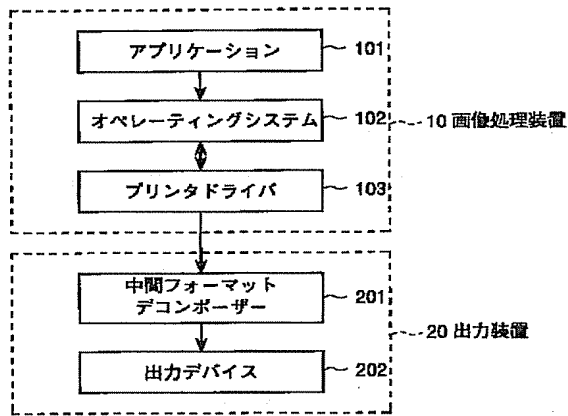 アプリケーション 101
オペレーティングシステム 102
10 画像処理装置
プリンタドライバ 103
中間フォーマット
デコンポーザー 201
20 出力装置
出力デバイス 202